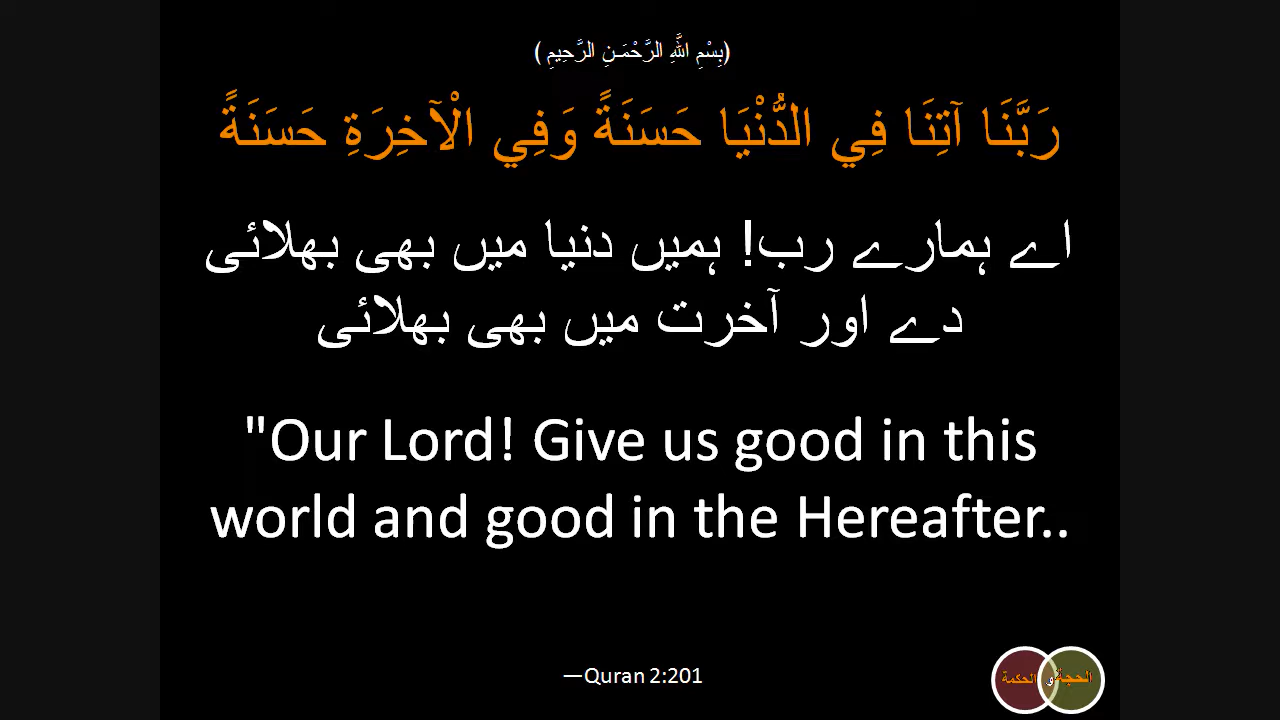 (بِسْمِ اللَّهِ الرَّحْمَـٰنِ الرَّحِيمِ)
رَبَّنَا آتِنَا فِي الدُّنْيَا حَسَنَةً وَفِي الْآخِرَةِ حَسَنَةً
اے ہمارے رب! ہمیں دنیا میں بھی بھلائی
دے اور آخرت میں بھی بھلائی
"Our Lord! Give us good in this
world and good in the Hereafter..
—Quran 2:201
الحجة و الحكمة